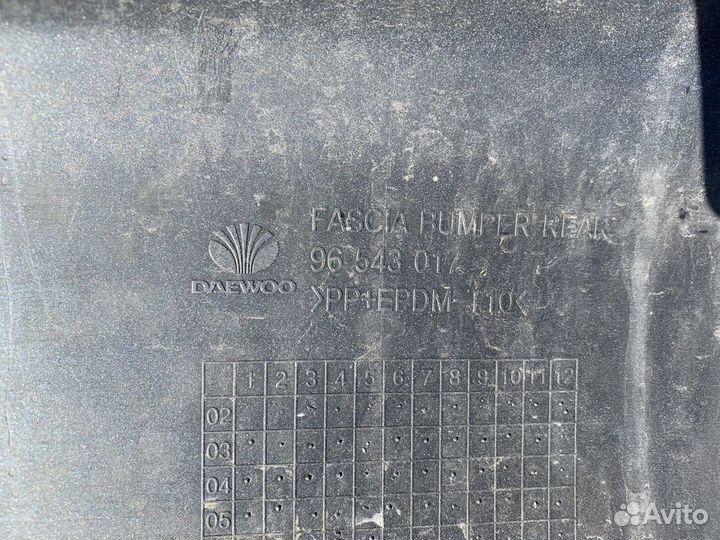 FASCIA BUMPER REAR
96 543 017
DAEWOO
>PP+EPDM-T10<
1 2 3 4 5 6 7 8 9 10 11 12
02
03
04
05
Avito